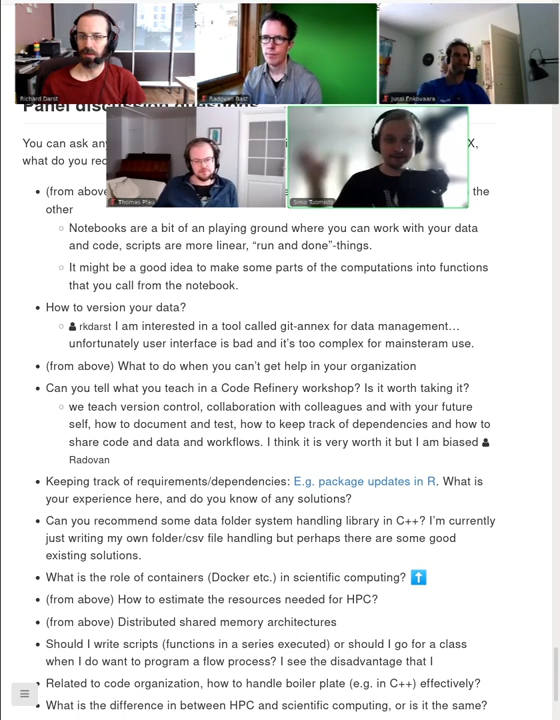 Richard Darst
Radovan Bast
Jussi Enkovaara
Panel discussion questions
You can ask any
X,
what do you rec
Thomas Pfau
Simo Tuomisto
• (from above
the
other
◦ Notebooks are a bit of an playing ground where you can work with your data
and code, scripts are more linear, “run and done”-things.
◦ It might be a good idea to make some parts of the computations into functions
that you call from the notebook.
• How to version your data?
◦ rkdarst I am interested in a tool called git-annex for data management…
unfortunately user interface is bad and it’s too complex for mainsteram use.
• (from above) What to do when you can’t get help in your organization
• Can you tell what you teach in a Code Refinery workshop? Is it worth taking it?
◦ we teach version control, collaboration with colleagues and with your future
self, how to document and test, how to keep track of dependencies and how to
share code and data and workflows. I think it is very worth it but I am biased
Radovan
• Keeping track of requirements/dependencies: E.g. package updates in R. What is
your experience here, and do you know of any solutions?
• Can you recommend some data folder system handling library in C++? I’m currently
just writing my own folder/csv file handling but perhaps there are some good
existing solutions.
• What is the role of containers (Docker etc.) in scientific computing? ⬆️
• (from above) How to estimate the resources needed for HPC?
• (from above) Distributed shared memory architectures
• Should I write scripts (functions in a series executed) or should I go for a class
when I do want to program a flow process? I see the disadvantage that I
• Related to code organization, how to handle boiler plate (e.g. in C++) effectively?
• What is the difference in between HPC and scientific computing, or is it the same?